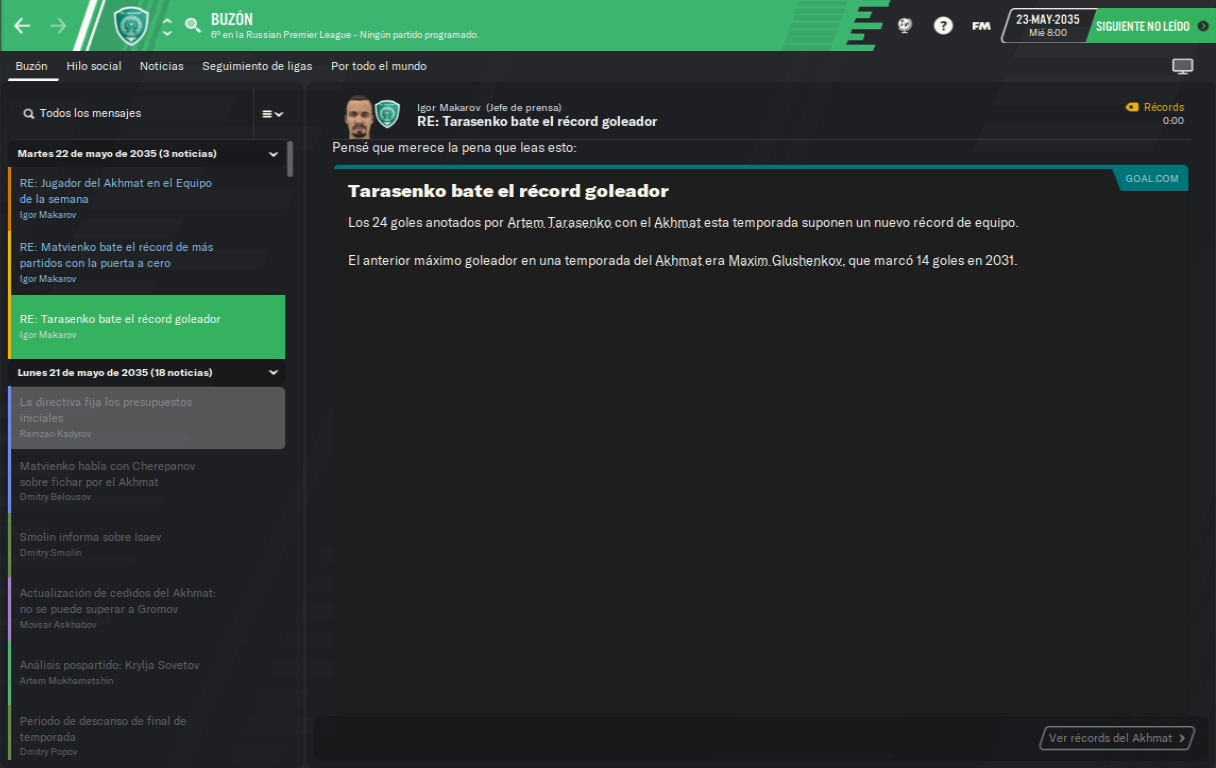 BUZÓN
6º en la Russian Premier League - Ningún partido programado.
?
FM
23-MAY-2035
Mié 8:00
SIGUIENTE NO LEÍDO
Buzón
Hilo social
Noticias
Seguimiento de ligas
Por todo el mundo
Todos los mensajes
Martes 22 de mayo de 2035 (3 noticias)
RE: Jugador del Akhmat en el Equipo
de la semana
Igor Makarov
RE: Matvienko bate el récord de más
partidos con la puerta a cero
Igor Makarov
RE: Tarasenko bate el récord goleador
Igor Makarov
Lunes 21 de mayo de 2035 (18 noticias)
La directiva fija los presupuestos
iniciales
Ramzan Kadyrov
Matvienko habla con Cherepanov
sobre fichar por el Akhmat
Dmitry Belousov
Smolin informa sobre Isaev
Dmitry Smolin
Actualización de cedidos del Akhmat:
no se puede superar a Gromov
Movsar Askhabov
Análisis pospartido: Krylja Sovetov
Artem Mukhametshin
Periodo de descanso de final de
temporada
Dmitry Popov
Igor Makarov (Jefe de prensa)
RE: Tarasenko bate el récord goleador
Récords
0:00
Pensé que merece la pena que leas esto:
GOAL.COM
Tarasenko bate el récord goleador
Los 24 goles anotados por Artem Tarasenko con el Akhmat esta temporada suponen un nuevo récord de equipo.
El anterior máximo goleador en una temporada del Akhmat era Maxim Glushenkov, que marcó 14 goles en 2031.
Ver récords del Akhmat